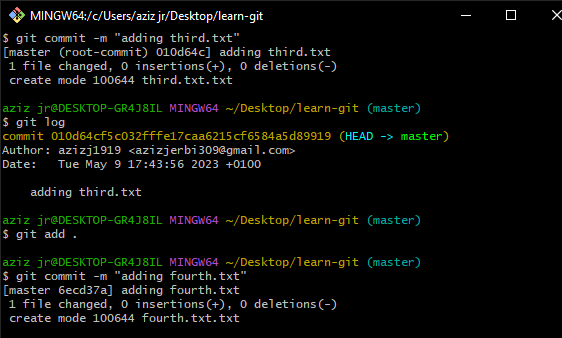 MINGW64:/c/Users/aziz jr/Desktop/learn-git
$ git commit -m "adding third.txt"
[master (root-commit) 010d64c] adding third.txt
 1 file changed, 0 insertions(+), 0 deletions(-)
 create mode 100644 third.txt.txt
aziz jr@DESKTOP-GR4J8IL MINGW64 ~/Desktop/learn-git (master)
$ git log
commit 010d64cf5c032fffe17caa6215cf6584a5d89919 (HEAD -> master)
Author: azizj1919 <azizjerbi309@gmail.com>
Date:   Tue May 9 17:43:56 2023 +0100
    adding third.txt
aziz jr@DESKTOP-GR4J8IL MINGW64 ~/Desktop/learn-git (master)
$ git add .
aziz jr@DESKTOP-GR4J8IL MINGW64 ~/Desktop/learn-git (master)
$ git commit -m "adding fourth.txt"
[master 6ecd37a] adding fourth.txt
 1 file changed, 0 insertions(+), 0 deletions(-)
 create mode 100644 fourth.txt.txt